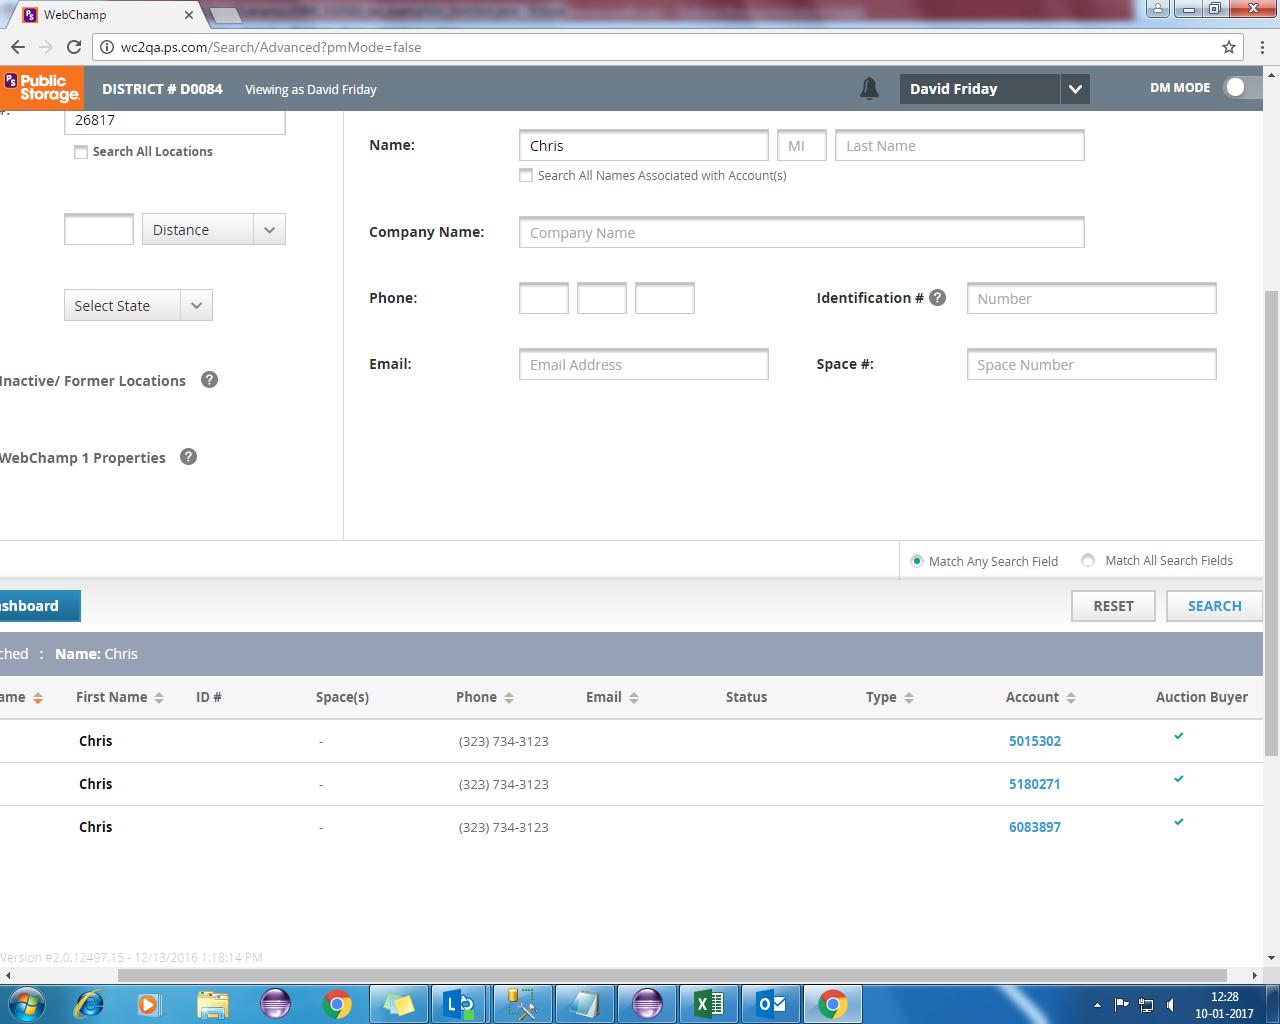 WebChamp
wc2qa.ps.com/Search/Advanced?pmMode=false
PS Public Storage
DISTRICT # D0084
Viewing as David Friday
David Friday
DM MODE
26817
Search All Locations
Distance
Select State
Inactive/ Former Locations ?
WebChamp 1 Properties ?
Name: Chris MI Last Name
Search All Names Associated with Account(s)
Company Name: Company Name
Phone: Identification # ? Number
Email: Email Address Space #: Space Number
Match Any Search Field Match All Search Fields
shboard RESET SEARCH
ched : Name: Chris
ame First Name ID # Space(s) Phone Email Status Type Account Auction Buyer
Chris - (323) 734-3123 5015302
Chris - (323) 734-3123 5180271
Chris - (323) 734-3123 6083897
Version #2.0.12497.15 - 12/13/2016 1:18:14 PM
12:28
10-01-2017